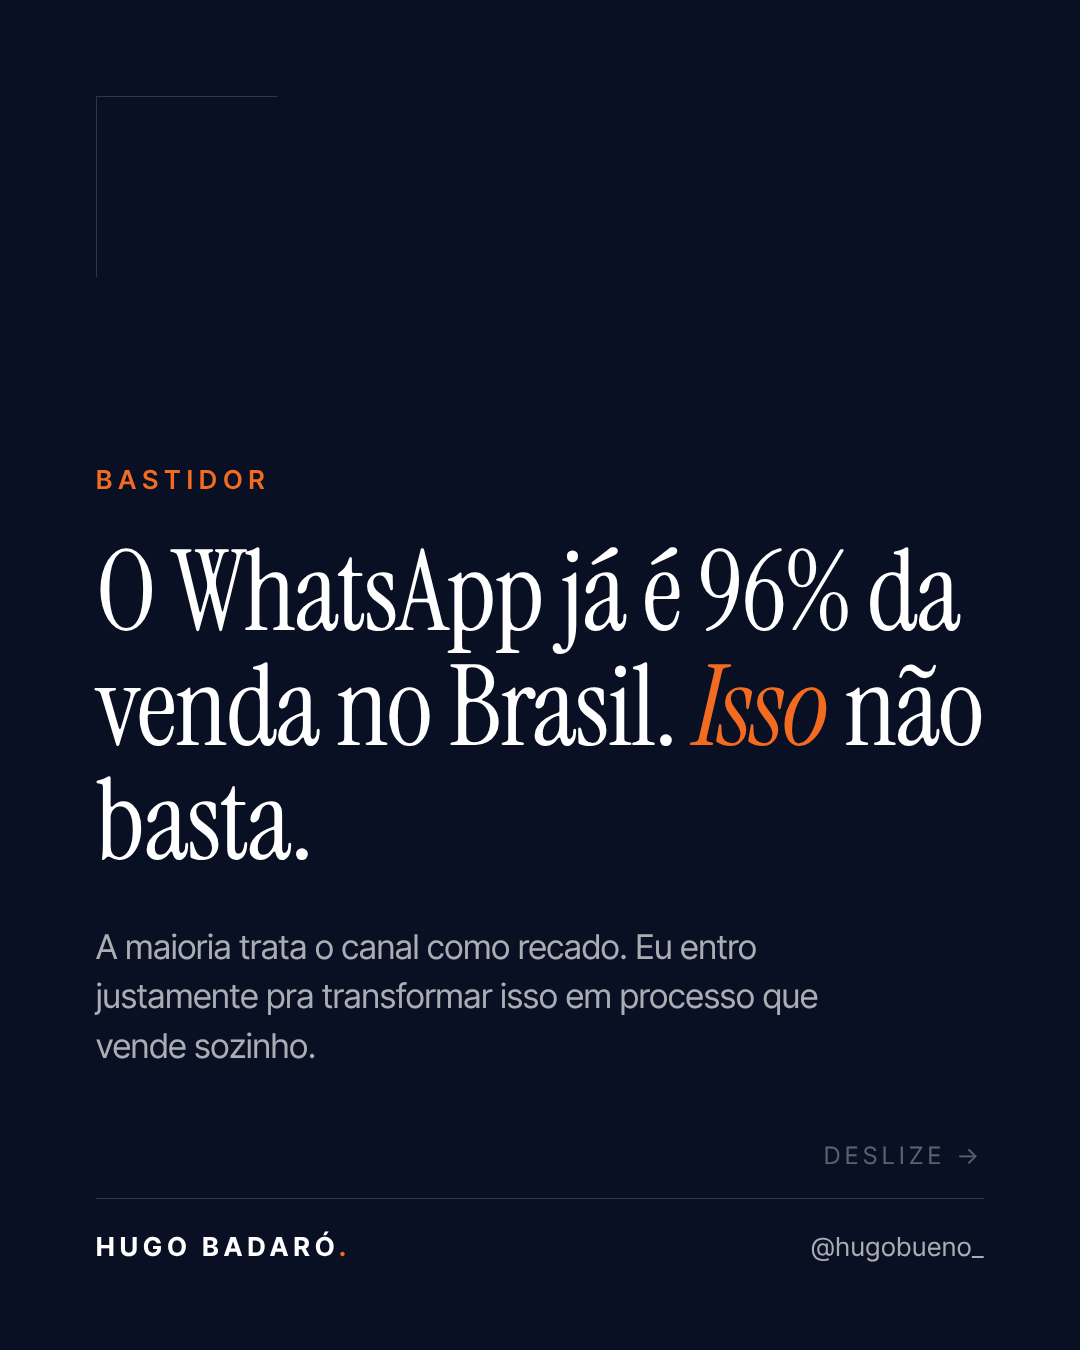 BASTIDOR
O WhatsApp já é 96% da
venda no Brasil. Isso não
basta.
A maioria trata o canal como recado. Eu entro
justamente pra transformar isso em processo que
vende sozinho.
DESLIZE →
HUGO BADARÓ.
@hugobueno_